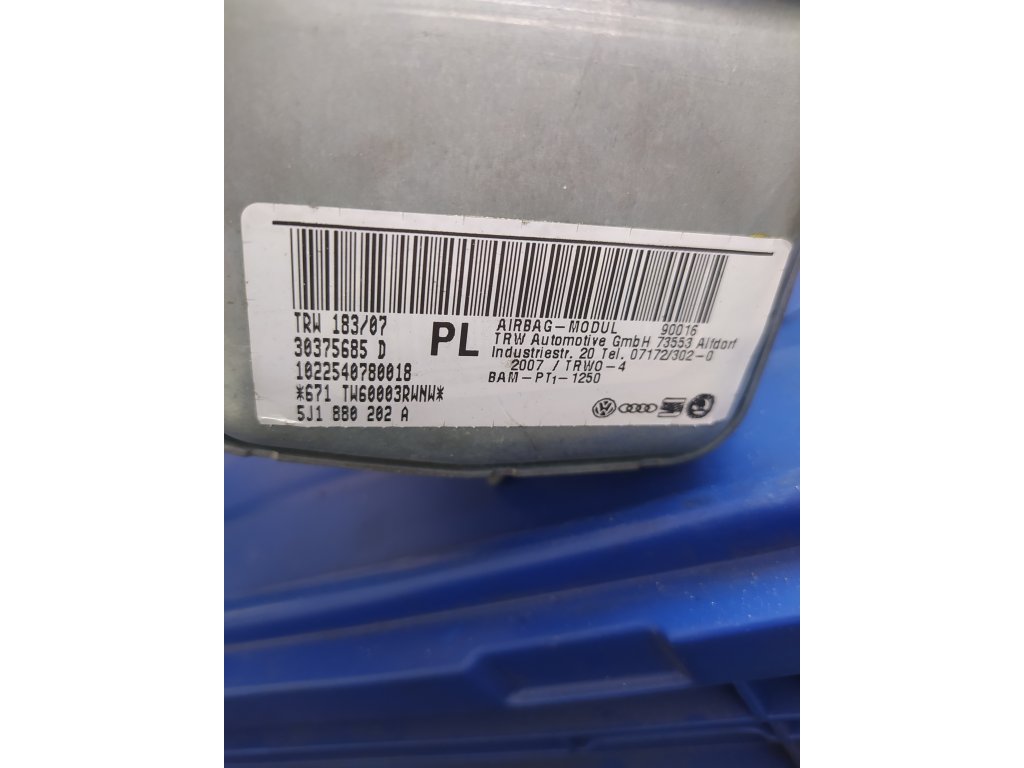 TRW 183/07
30375685 D
1022540780018
*671 TW60003RWNW*
5J1 880 202 A
PL
AIRBAG-MODUL 90016
TRW Automotive GmbH 73553 Alfdorf
Industriestr. 20 Tel. 07172/302-0
2007 / TRW0-4
BAM-PT1-1250